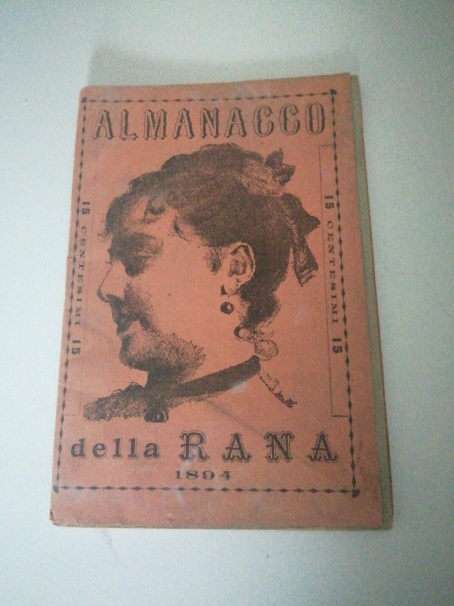 ALMANACCO
15 CENTESIMI 15
15 CENTESIMI 15
della RANA
1894